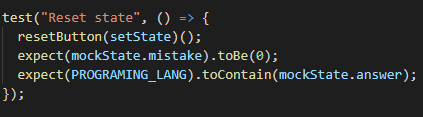 test("Reset state", () => {
  resetButton(setState)();
  expect(mockState.mistake).toBe(0);
  expect(PROGRAMING_LANG).toContain(mockState.answer);
});